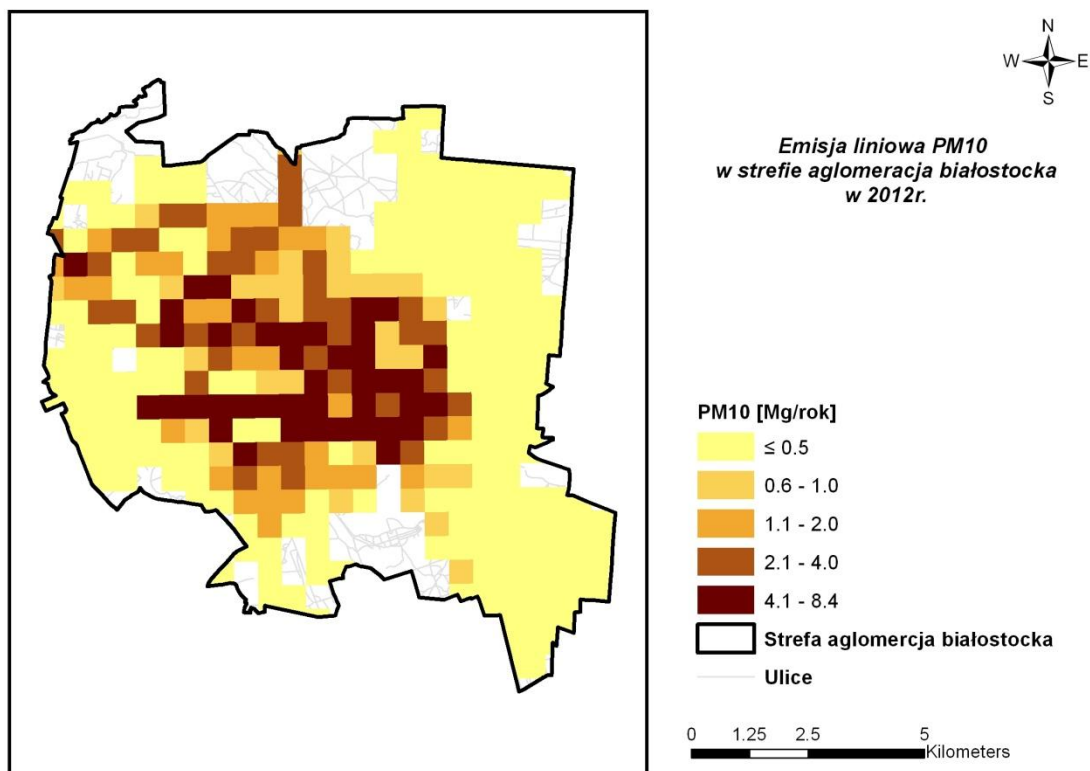 N
W E
S
Emisja liniowa PM10
w strefie aglomeracja białostocka
w 2012r.
PM10 [Mg/rok]
≤ 0.5
0.6 - 1.0
1.1 - 2.0
2.1 - 4.0
4.1 - 8.4
Strefa aglomercja białostocka
Ulice
0 1.25 2.5 5
Kilometers